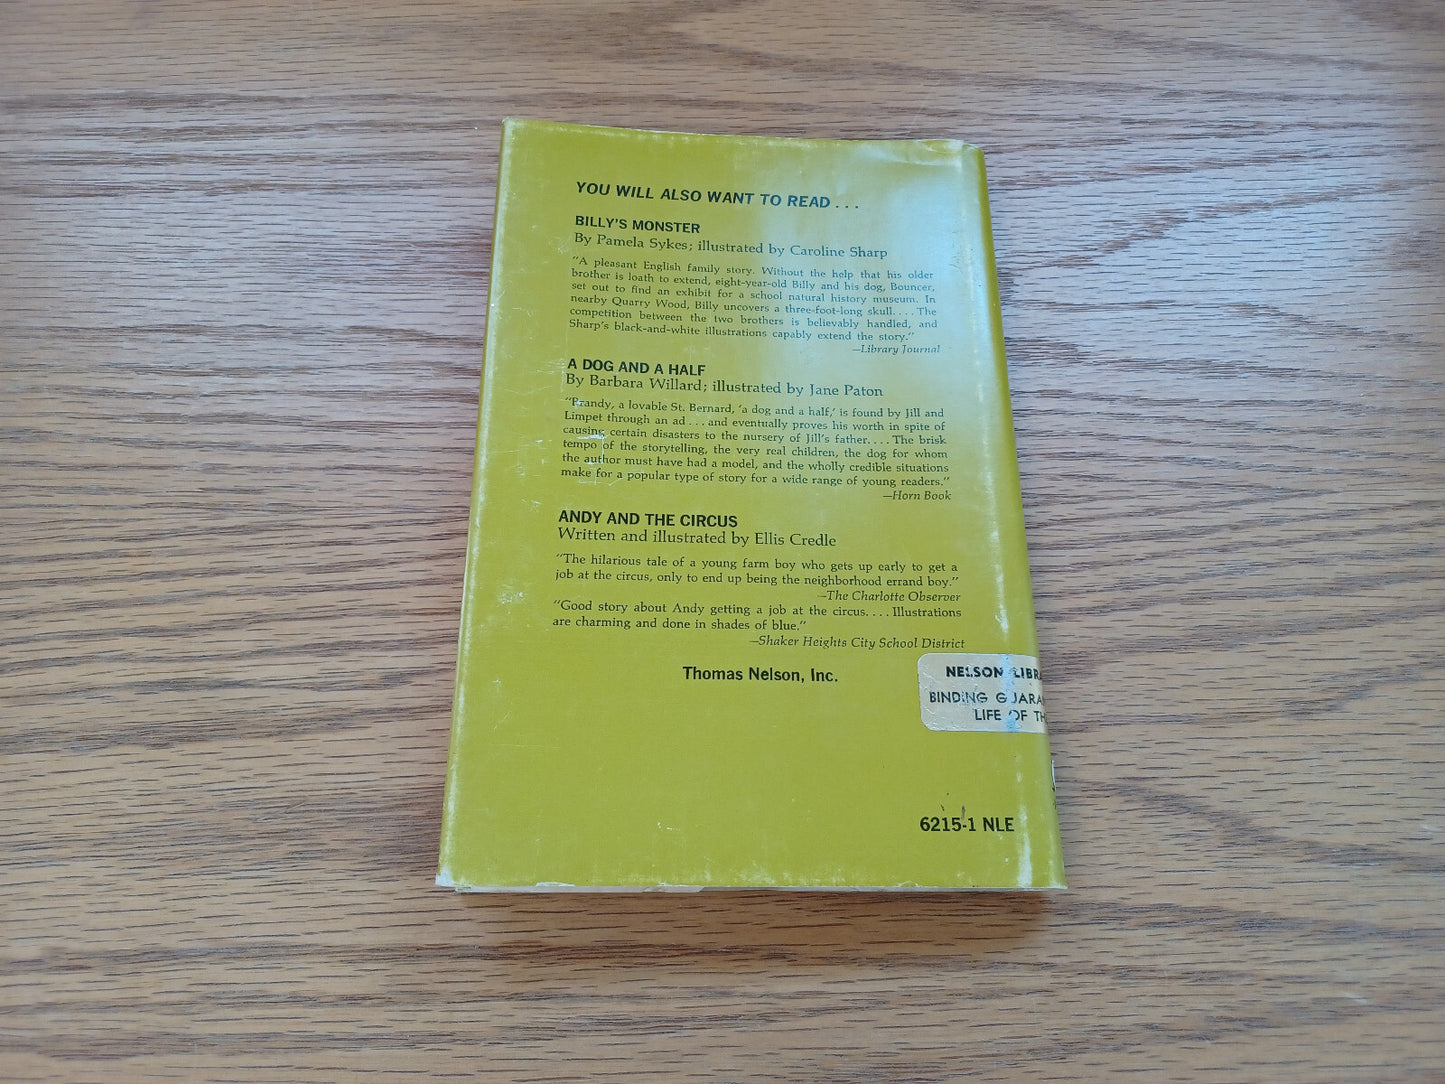 YOU WILL ALSO WANT TO READ . . .
BILLY'S MONSTER
By Pamela Sykes; illustrated by Caroline Sharp
"A pleasant English family story. Without the help that his older
brother is loath to extend, eight-year-old Billy and his dog, Bouncer,
set out to find an exhibit for a school natural history museum. In
nearby Quarry Wood, Billy uncovers a three-foot-long skull. . . . The
competition between the two brothers is believably handled, and
Sharp's black-and-white illustrations capably extend the story."
—Library Journal
A DOG AND A HALF
By Barbara Willard; illustrated by Jane Paton
"Brandy, a lovable St. Bernard, 'a dog and a half,' is found by Jill and
Limpet through an ad . . . and eventually proves his worth in spite of
causing certain disasters to the nursery of Jill's father. . . . The brisk
tempo of the storytelling, the very real children, the dog for whom
the author must have had a model, and the wholly credible situations
make for a popular type of story for a wide range of young readers."
—Horn Book
ANDY AND THE CIRCUS
Written and illustrated by Ellis Credle
"The hilarious tale of a young farm boy who gets up early to get a
job at the circus, only to end up being the neighborhood errand boy."
—The Charlotte Observer
"Good story about Andy getting a job at the circus. . . . Illustrations
are charming and done in shades of blue."
—Shaker Heights City School District
Thomas Nelson, Inc.
NELSON LIBRA
BINDING GUARA
LIFE OF TH
6215-1 NLE